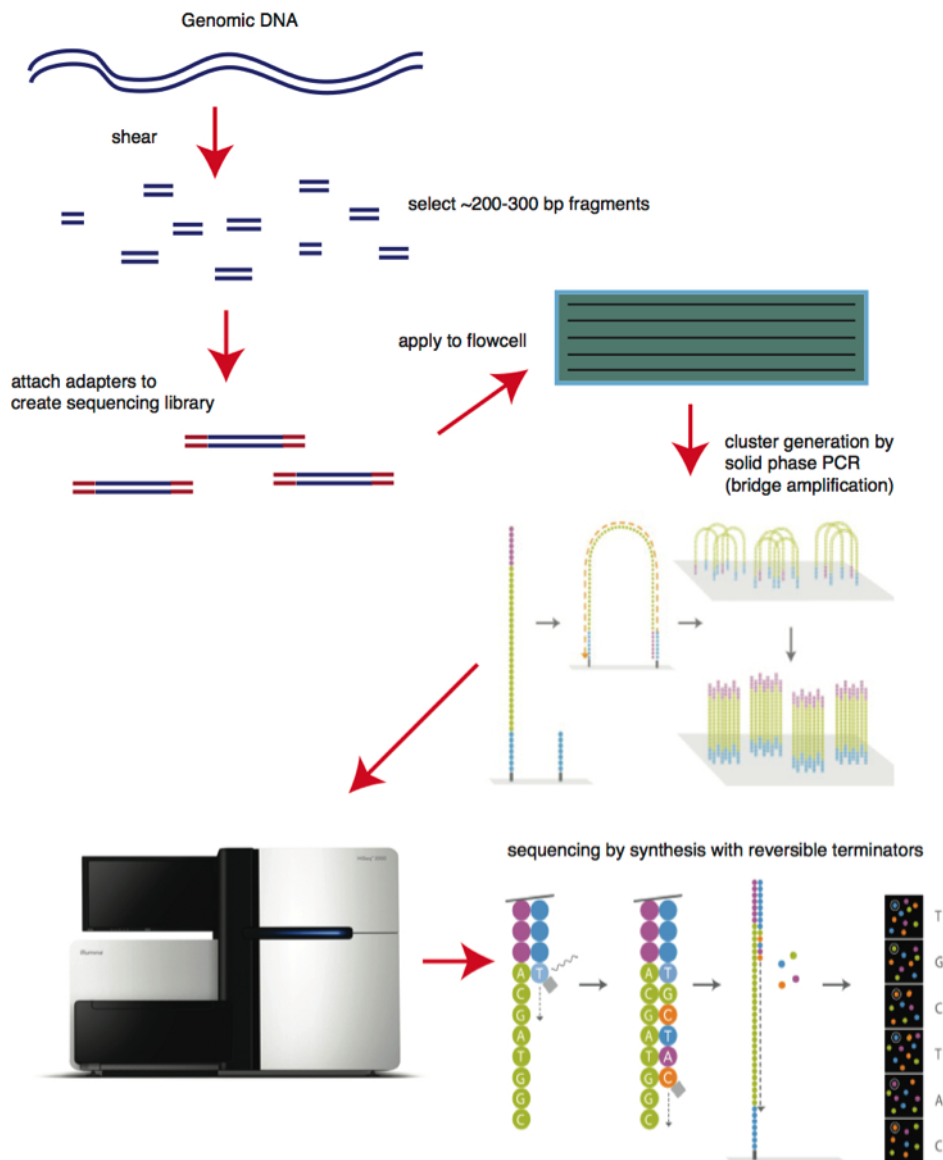 Genomic DNA
shear
select ~200-300 bp fragments
apply to flowcell
attach adapters to
create sequencing library
cluster generation by
solid phase PCR
(bridge amplification)
sequencing by synthesis with reversible terminators
illumina
A T
C
G
A
T
G
G
C
A T
C G
G C
A T
T A
G C
G
C
T
G
C
T
A
C